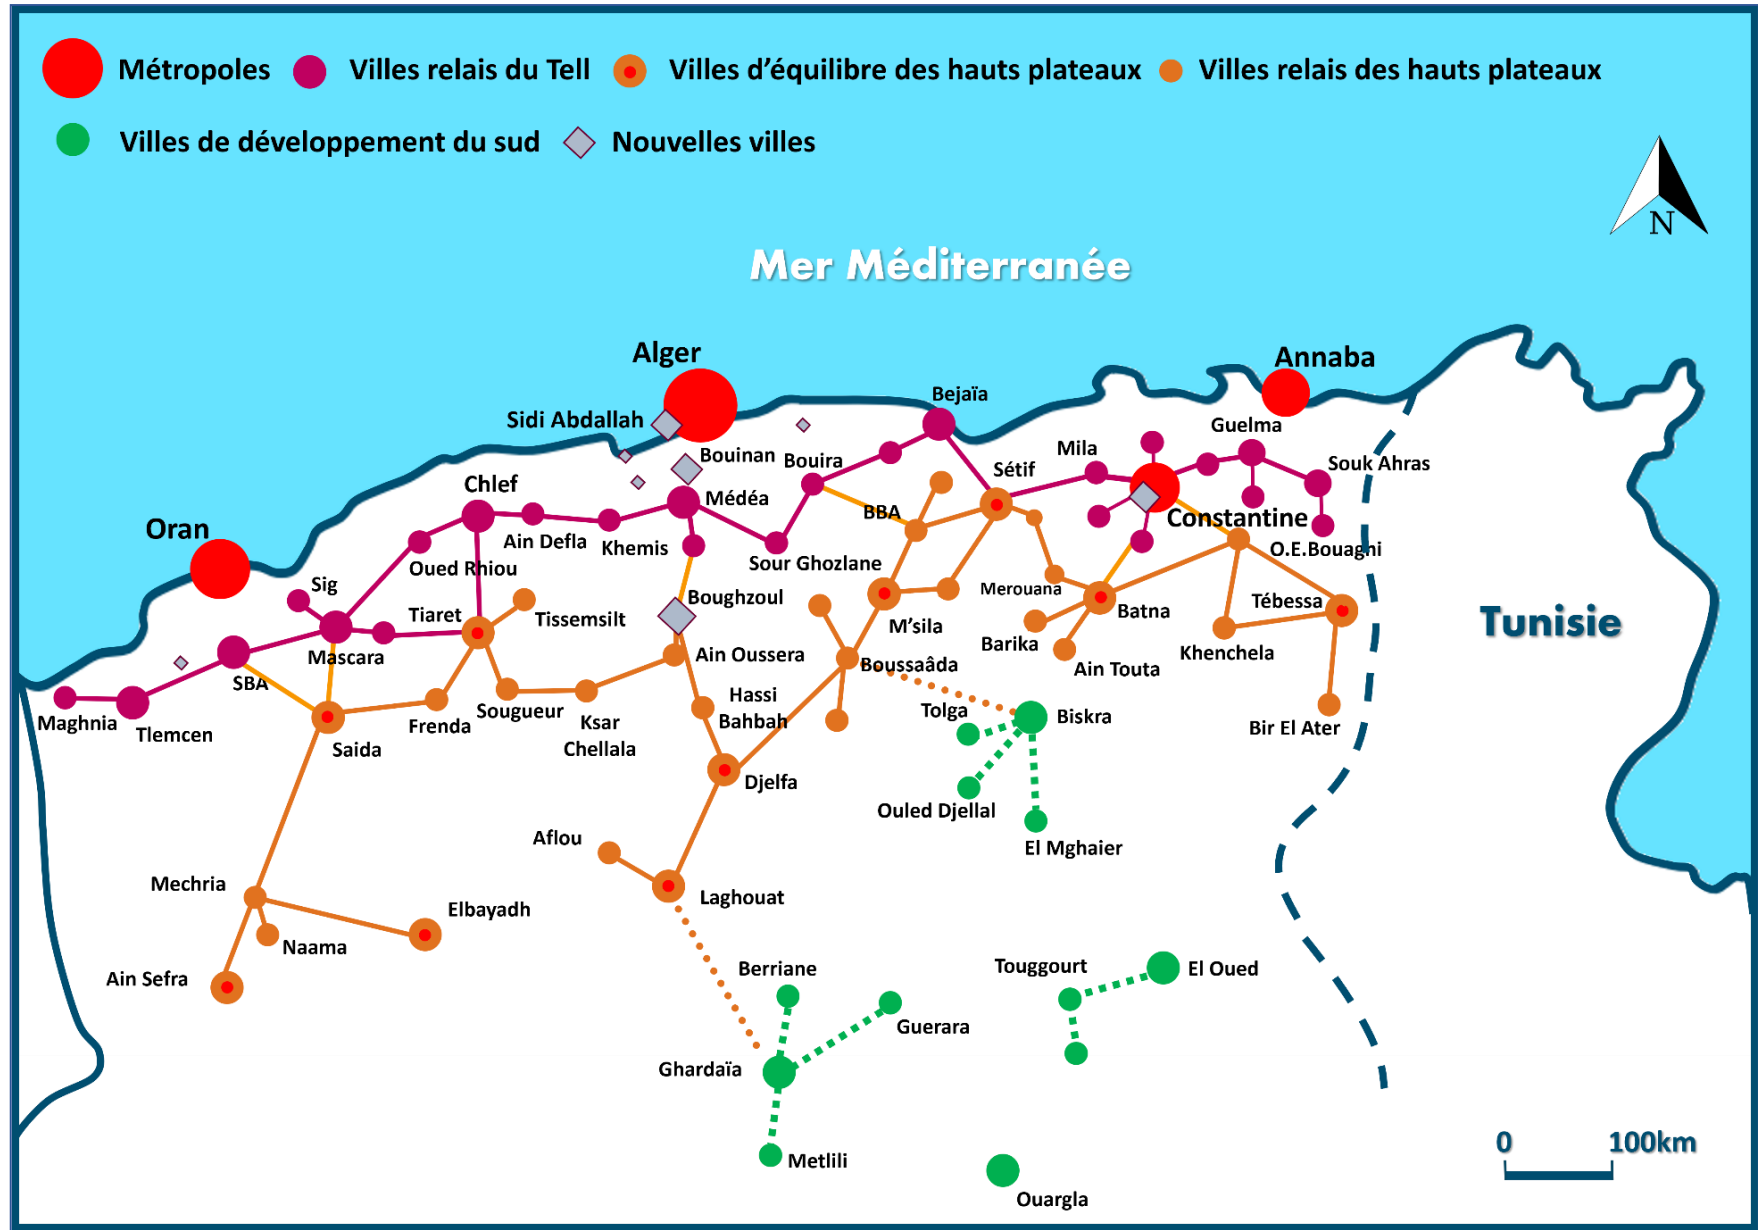 Métropoles
Villes relais du Tell
Villes d’équilibre des hauts plateaux
Villes relais des hauts plateaux
Villes de développement du sud
Nouvelles villes
N
Mer Méditerranée
Alger
Annaba
Sidi Abdallah
Bejaïa
Guelma
Bouinan
Bouira
Mila
Souk Ahras
Sétif
Chlef
Médéa
BBA
Constantine
Oran
Ain Defla
Khemis
O.E.Bouaghi
Oued Rhiou
Sour Ghozlane
Sig
Merouana
Boughzoul
Tébessa
Tiaret
Tissemsilt
Batna
M’sila
Tunisie
Barika
Mascara
Ain Oussera
Boussaâda
Ain Touta
Khenchela
SBA
Hassi
Bahbah
Tolga
Biskra
Maghnia
Tlemcen
Sougueur
Frenda
Ksar
Chellala
Bir El Ater
Saida
Djelfa
Ouled Djellal
Aflou
El Mghaier
Mechria
Laghouat
Elbayadh
Naama
Ain Sefra
Berriane
Touggourt
El Oued
Guerara
Ghardaïa
Metlili
Ouargla
0
100km